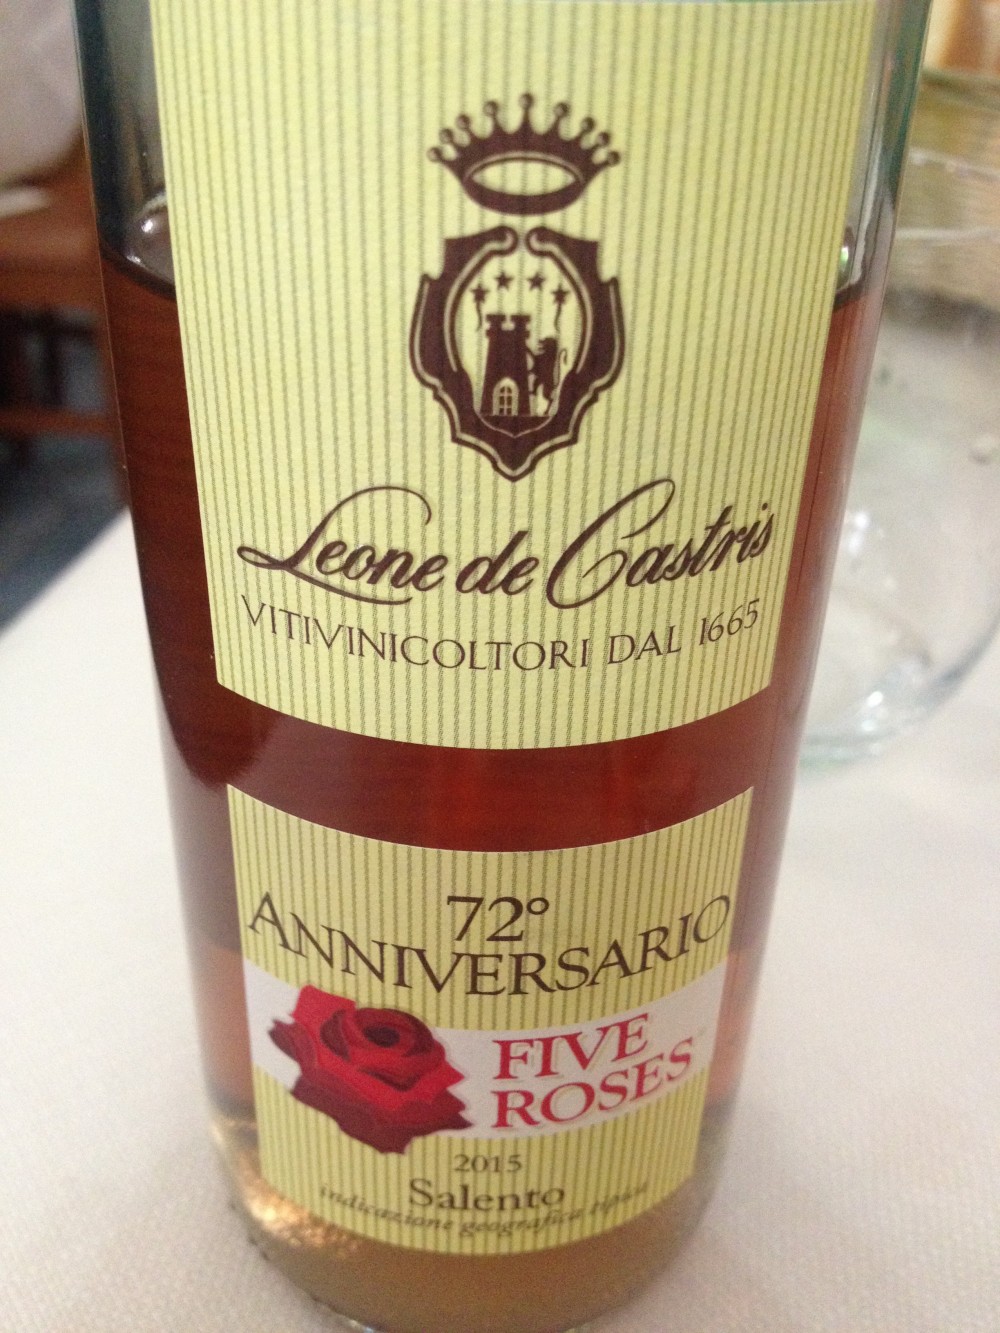 Leone de Castris
VITIVINICOLTORI DAL 1665
72°
ANNIVERSARIO
FIVE
ROSES
2015
Salento
indicazione geografica tipica